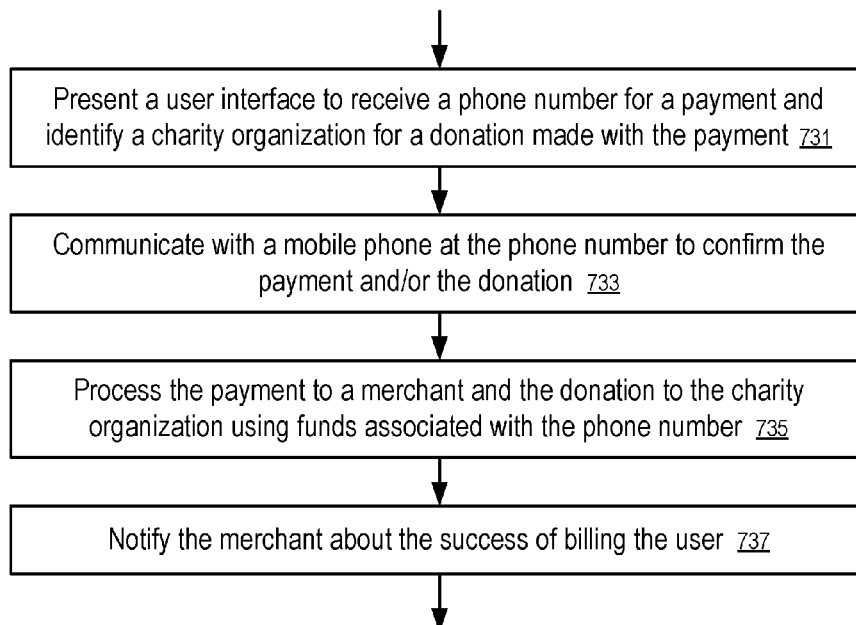 Present a user interface to receive a phone number for a payment and
identify a charity organization for a donation made with the payment 731
Communicate with a mobile phone at the phone number to confirm the
payment and/or the donation 733
Process the payment to a merchant and the donation to the charity
organization using funds associated with the phone number 735
Notify the merchant about the success of billing the user 737